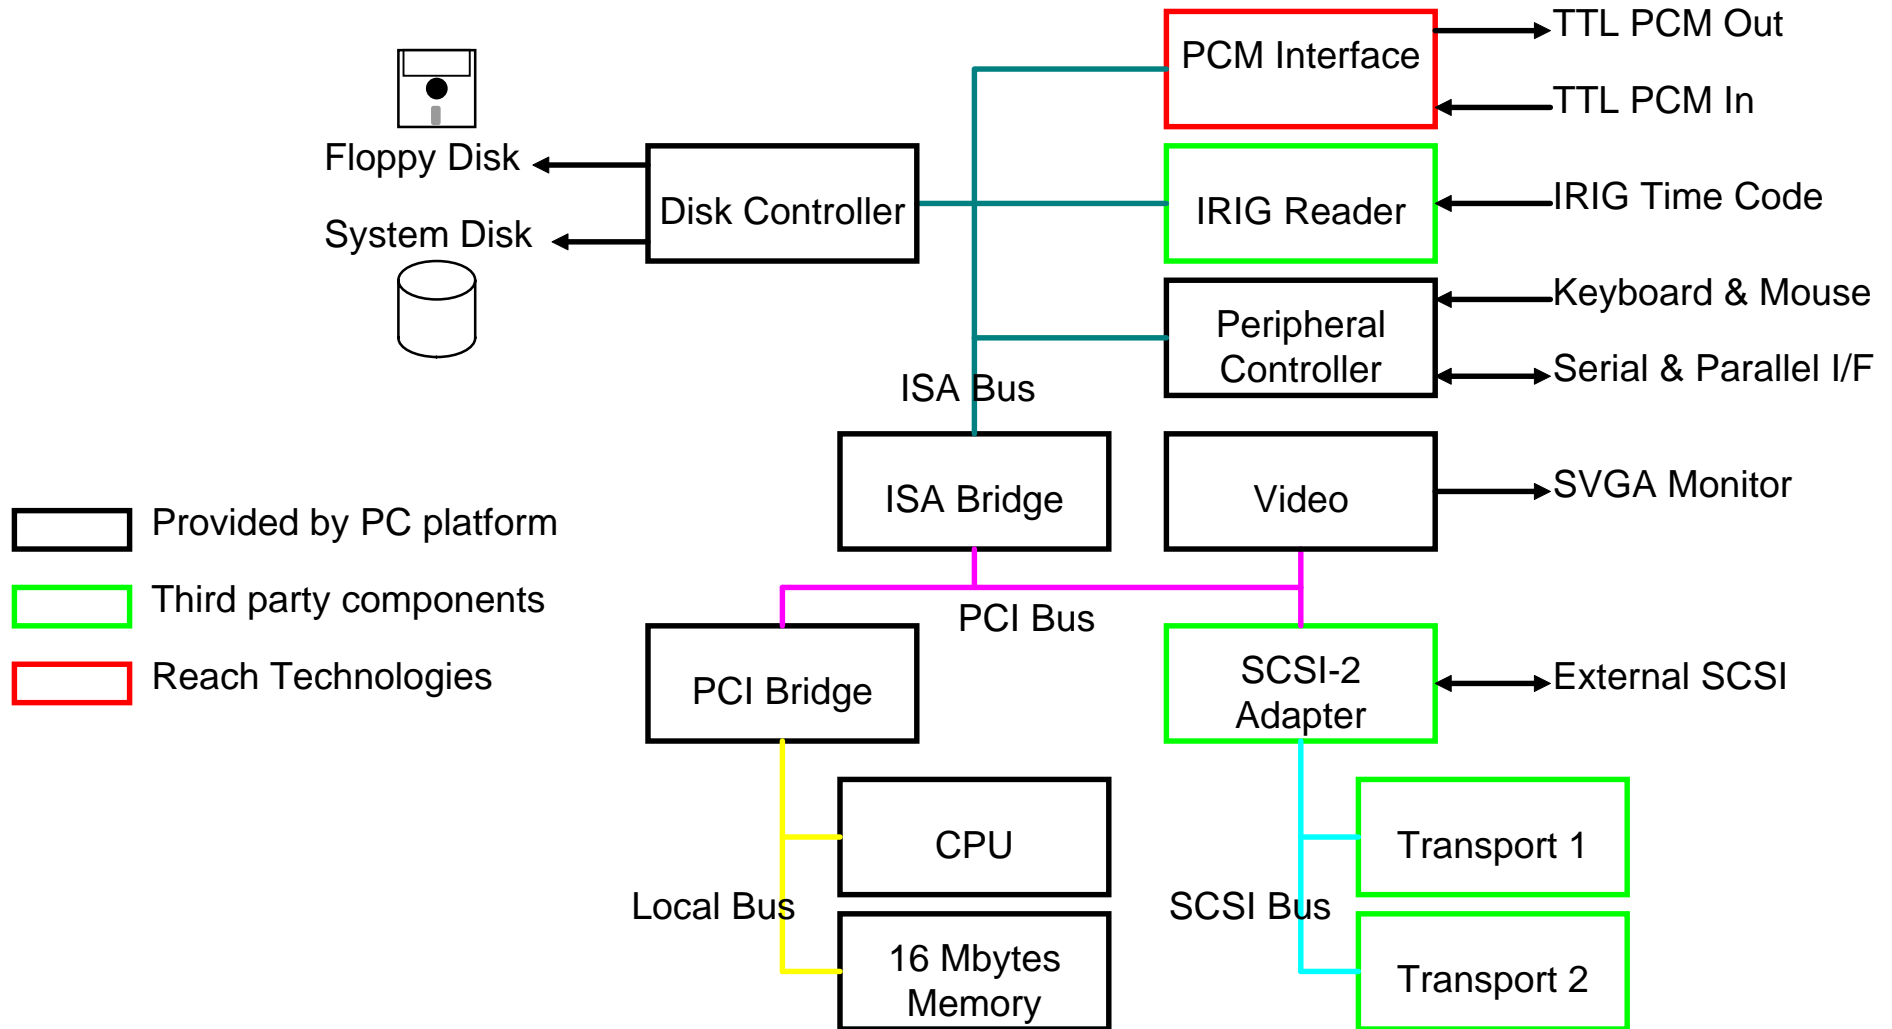 TTL PCM Out
PCM Interface
TTL PCM In
Floppy Disk
Disk Controller
IRIG Reader
IRIG Time Code
System Disk
Keyboard & Mouse
Peripheral
Controller
Serial & Parallel I/F
ISA Bus
ISA Bridge
Video
SVGA Monitor
Provided by PC platform
Third party components
PCI Bus
Reach Technologies
PCI Bridge
SCSI-2
Adapter
External SCSI
CPU
Transport 1
Local Bus
SCSI Bus
16 Mbytes
Memory
Transport 2